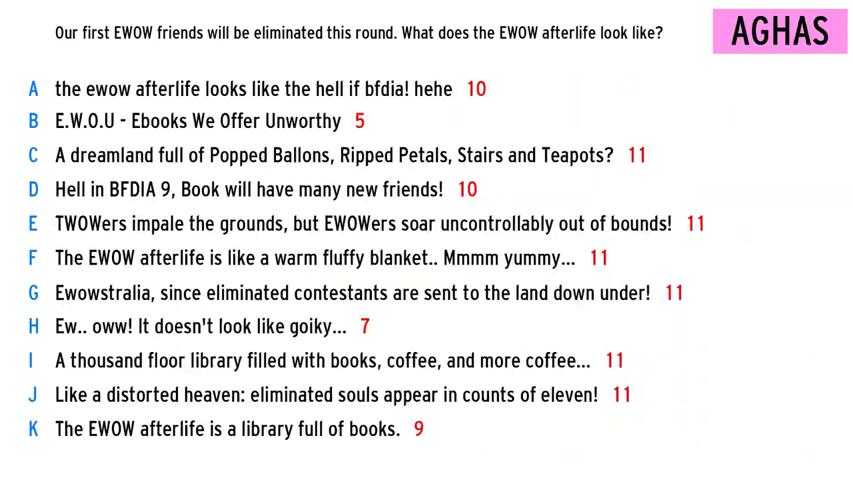 Our first EWOW friends will be eliminated this round. What does the EWOW afterlife look like?
AGHAS
A the ewow afterlife looks like the hell if bfdia! hehe 10
B E.W.O.U - Ebooks We Offer Unworthy 5
C A dreamland full of Popped Ballons, Ripped Petals, Stairs and Teapots? 11
D Hell in BFDIA 9, Book will have many new friends! 10
E TWOWers impale the grounds, but EWOWers soar uncontrollably out of bounds! 11
F The EWOW afterlife is like a warm fluffy blanket.. Mmmm yummy... 11
G Ewowstralia, since eliminated contestants are sent to the land down under! 11
H Ew.. oww! It doesn't look like goiky... 7
I A thousand floor library filled with books, coffee, and more coffee... 11
J Like a distorted heaven: eliminated souls appear in counts of eleven! 11
K The EWOW afterlife is a library full of books. 9